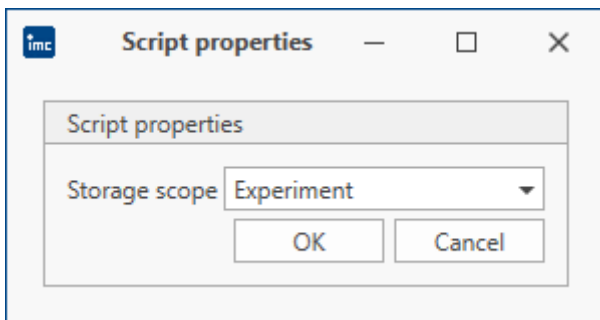 imc Script properties
Script properties
Storage scope Experiment
OK Cancel